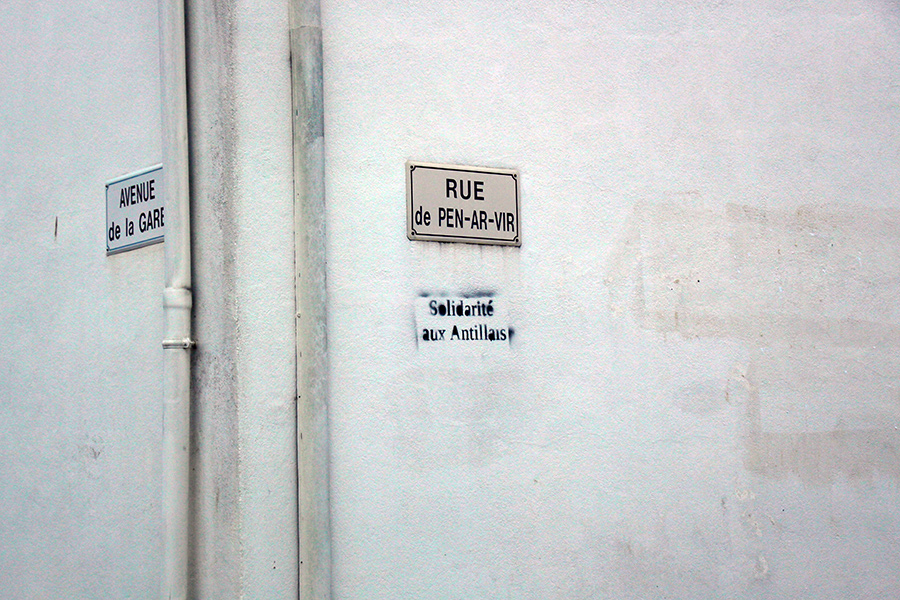 AVENUE
de la GARE
RUE
de PEN-AR-VIR
Solidarité
aux Antillais